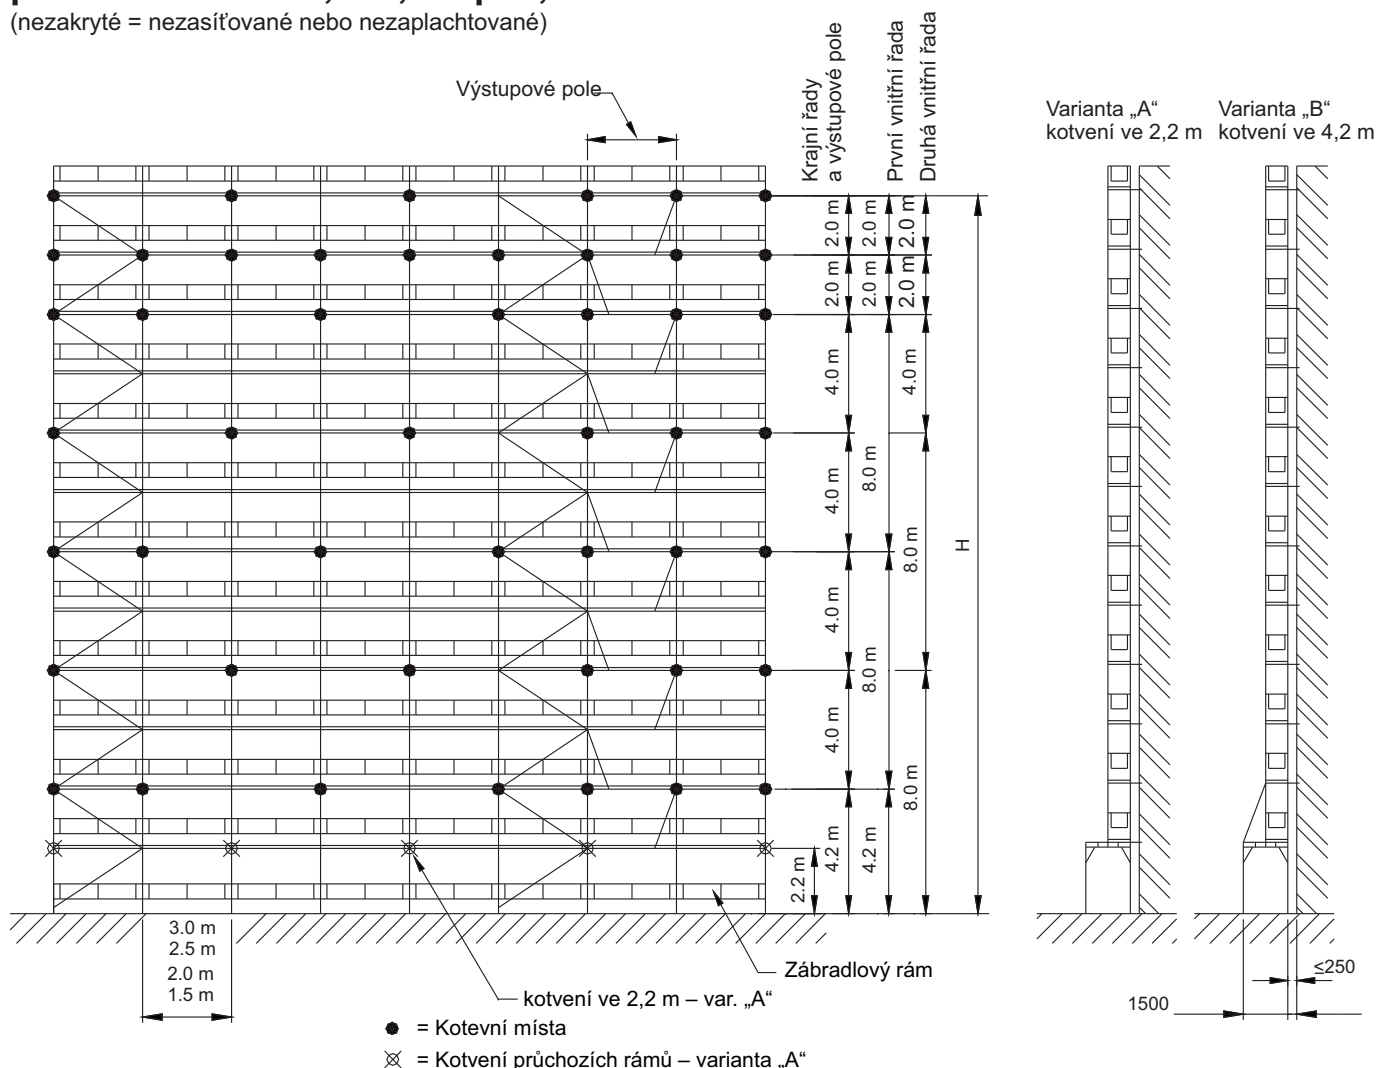 (nezakryté = nezasíťované nebo nezaplachtované)
Výstupové pole
Krajní řady
a výstupové pole
První vnitřní řada
Druhá vnitřní řada
Varianta „A“
kotvení ve 2,2 m
Varianta „B“
kotvení ve 4,2 m
2.0 m
2.0 m
2.0 m
2.0 m
2.0 m
2.0 m
4.0 m
4.0 m
4.0 m
8.0 m
4.0 m
8.0 m
H
4.0 m
8.0 m
8.0 m
4.2 m
4.2 m
2.2 m
3.0 m
2.5 m
2.0 m
1.5 m
Zábradlový rám
kotvení ve 2,2 m – var. „A“
≤250
1500
= Kotevní místa
= Kotvení průchozích rámů – varianta „A“